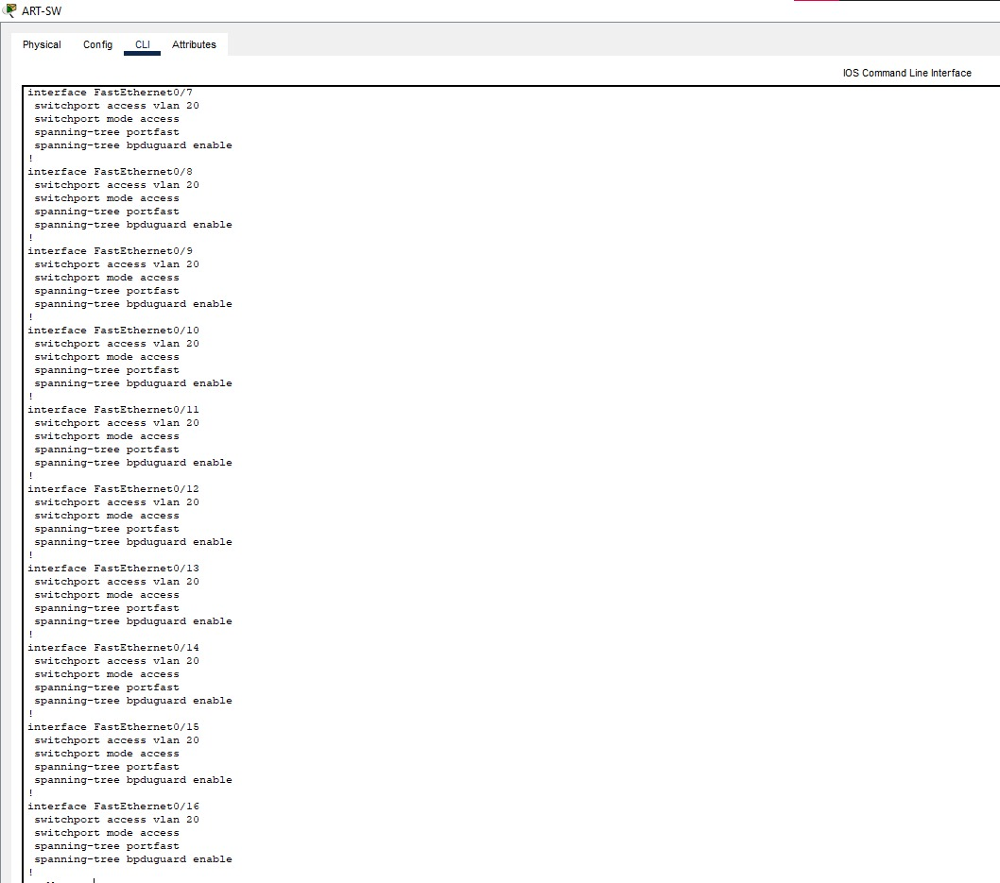 ART-SW
Physical Config CLI Attributes
IOS Command Line Interface
interface FastEthernet0/7
switchport access vlan 20
switchport mode access
spanning-tree portfast
spanning-tree bpduguard enable
!
interface FastEthernet0/8
switchport access vlan 20
switchport mode access
spanning-tree portfast
spanning-tree bpduguard enable
!
interface FastEthernet0/9
switchport access vlan 20
switchport mode access
spanning-tree portfast
spanning-tree bpduguard enable
!
interface FastEthernet0/10
switchport access vlan 20
switchport mode access
spanning-tree portfast
spanning-tree bpduguard enable
!
interface FastEthernet0/11
switchport access vlan 20
switchport mode access
spanning-tree portfast
spanning-tree bpduguard enable
!
interface FastEthernet0/12
switchport access vlan 20
switchport mode access
spanning-tree portfast
spanning-tree bpduguard enable
!
interface FastEthernet0/13
switchport access vlan 20
switchport mode access
spanning-tree portfast
spanning-tree bpduguard enable
!
interface FastEthernet0/14
switchport access vlan 20
switchport mode access
spanning-tree portfast
spanning-tree bpduguard enable
!
interface FastEthernet0/15
switchport access vlan 20
switchport mode access
spanning-tree portfast
spanning-tree bpduguard enable
!
interface FastEthernet0/16
switchport access vlan 20
switchport mode access
spanning-tree portfast
spanning-tree bpduguard enable
!